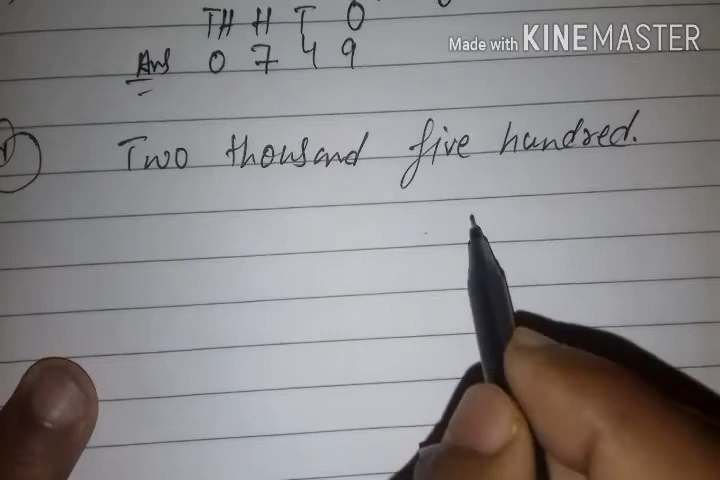 TH H T O
Made with KINEMASTER
Ans 0 7 4 9
Two thousand five hundred.